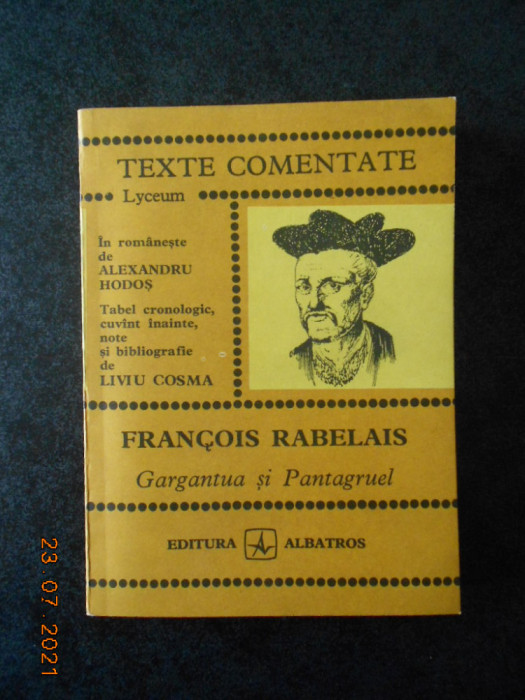 TEXTE COMENTATE
Lyceum
În românește
de
ALEXANDRU
HODOȘ
Tabel cronologic,
cuvînt înainte,
note
și bibliografie
de
LIVIU COSMA
FRANÇOIS RABELAIS
Gargantua și Pantagruel
EDITURA ALBATROS
23.07.2021